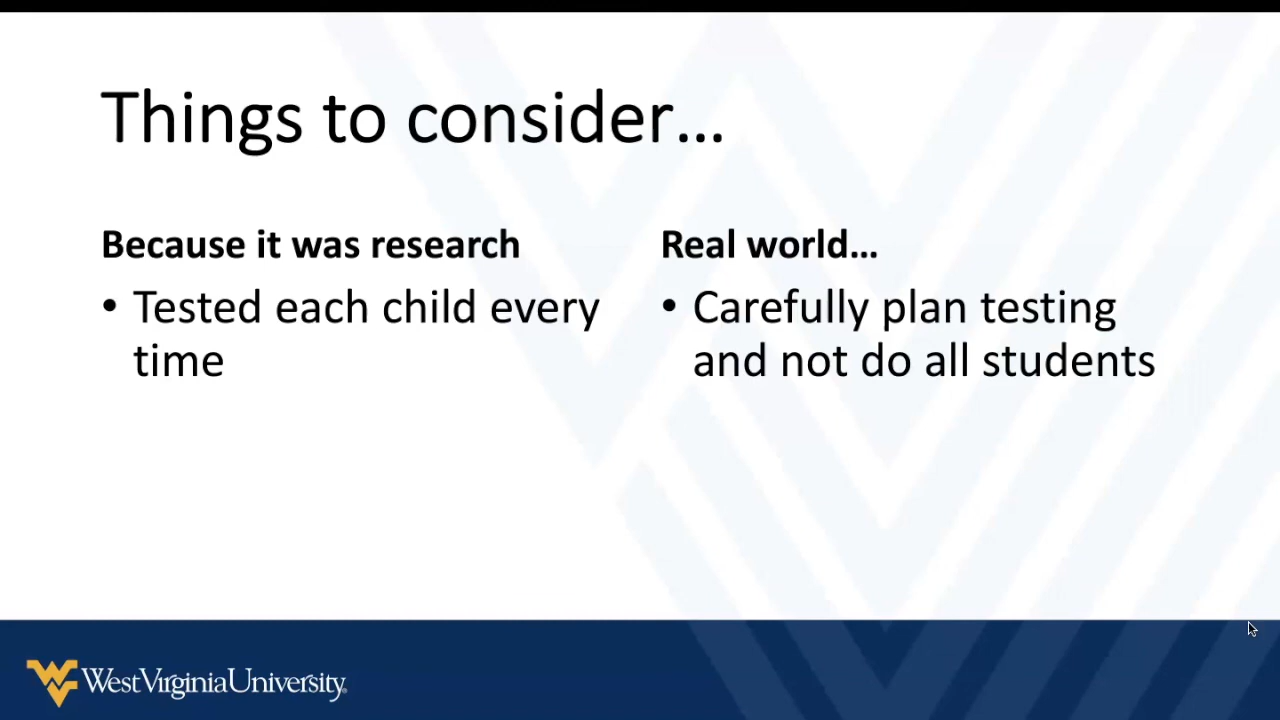 Things to consider…
Because it was research
• Tested each child every
time
Real world…
• Carefully plan testing
and not do all students
WestVirginiaUniversity.